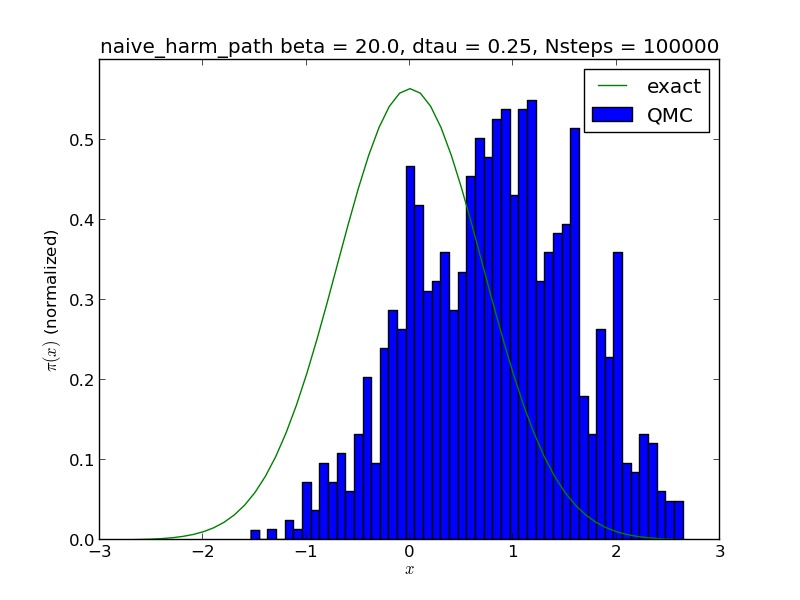 naive_harm_path beta = 20.0, dtau = 0.25, Nsteps = 100000
exact
QMC
π(x) (normalized)
0.5
0.4
0.3
0.2
0.1
0.0
−3 −2 −1 0 1 2 3
x